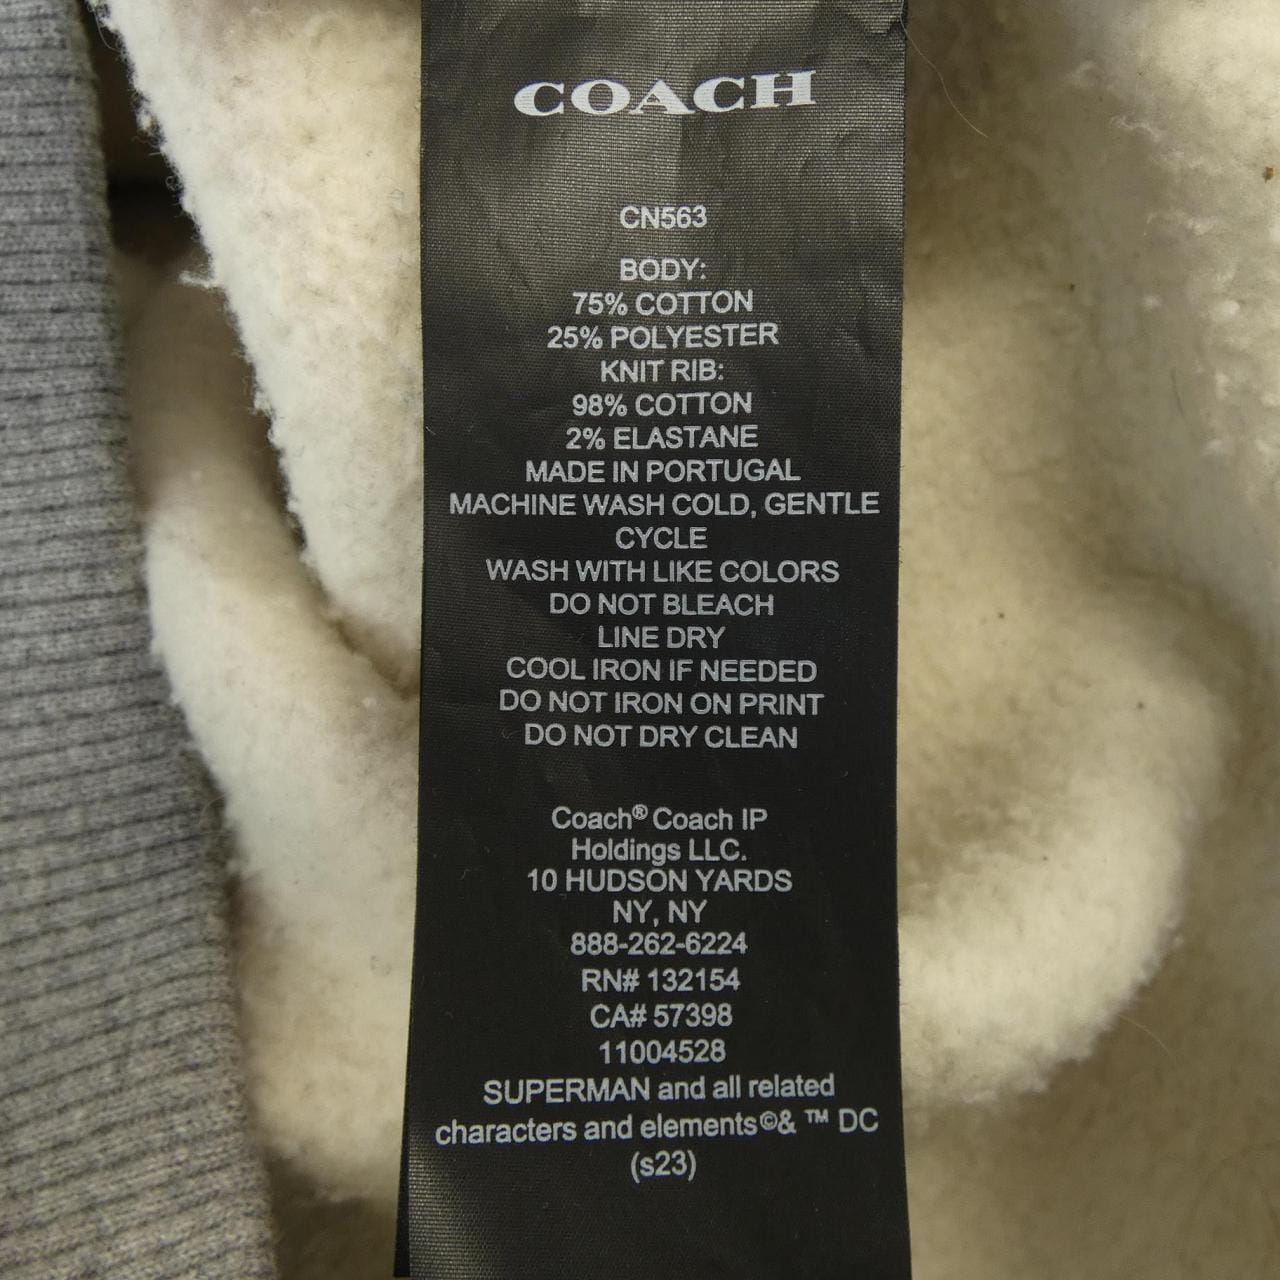 COACH
CN563
BODY:
75% COTTON
25% POLYESTER
KNIT RIB:
98% COTTON
2% ELASTANE
MADE IN PORTUGAL
MACHINE WASH COLD, GENTLE
CYCLE
WASH WITH LIKE COLORS
DO NOT BLEACH
LINE DRY
COOL IRON IF NEEDED
DO NOT IRON ON PRINT
DO NOT DRY CLEAN
Coach® Coach IP
Holdings LLC.
10 HUDSON YARDS
NY, NY
888-262-6224
RN# 132154
CA# 57398
11004528
SUPERMAN and all related
characters and elements©& ™ DC
(s23)